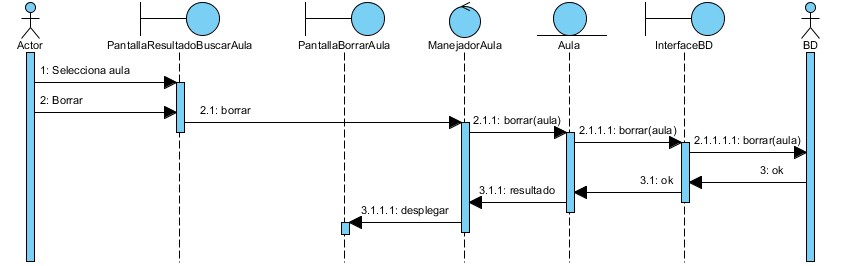 Actor
PantallaResultadoBuscarAula
PantallaBorrarAula
ManejadorAula
Aula
InterfaceBD
BD
1: Selecciona aula
2: Borrar
2.1: borrar
2.1.1: borrar(aula)
2.1.1.1: borrar(aula)
2.1.1.1.1: borrar(aula)
3: ok
3.1: ok
3.1.1: resultado
3.1.1.1: desplegar